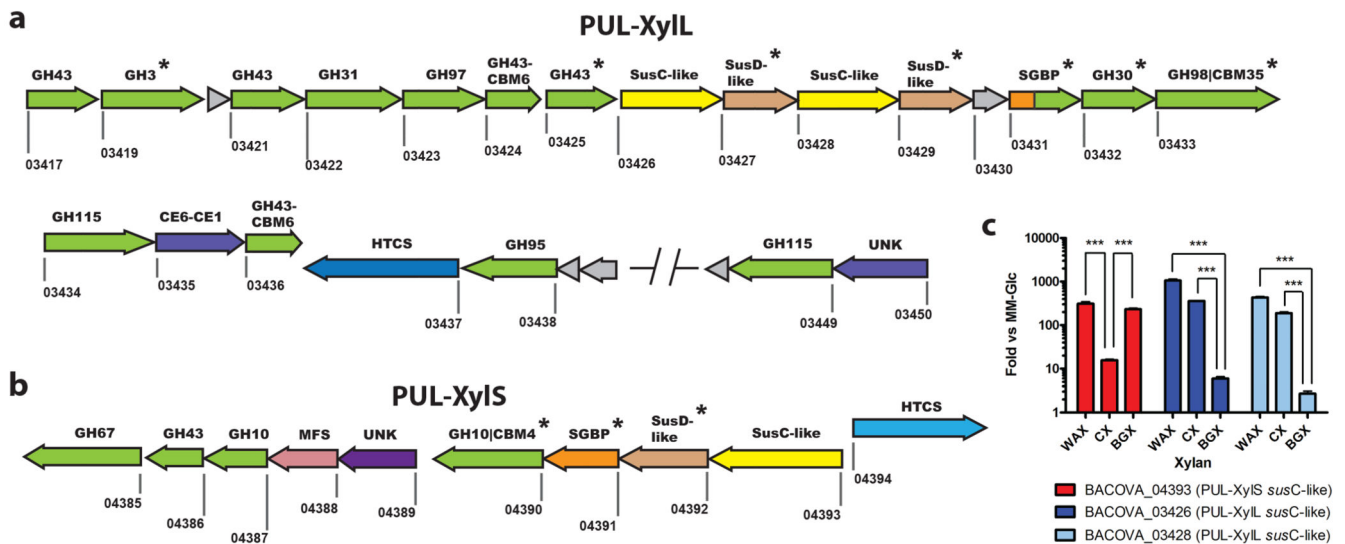 a
PUL-XylL
GH43
GH3*
GH43
GH31
GH97
GH43-
CBM6
GH43*
SusC-like
SusD-
like*
SusC-like
SusD-
like*
SGBP*
GH30*
GH98|CBM35*
03417
03419
03421
03422
03423
03424
03425
03426
03427
03428
03429
03430
03431
03432
03433
GH115
CE6-CE1
GH43-
CBM6
HTCS
GH95
GH115
UNK
03434
03435
03436
03437
03438
03449
03450
b
PUL-XylS
GH67
GH43
GH10
MFS
UNK
GH10|CBM4*
SGBP*
SusD-
like*
SusC-like
HTCS
04385
04386
04387
04388
04389
04390
04391
04392
04393
04394
c
Fold vs MM-Glc
10000
1000
100
10
1
*** ***
***
***
***
***
WAX CX BGX WAX CX BGX WAX CX BGX
Xylan
BACOVA_04393 (PUL-XylS susC-like)
BACOVA_03426 (PUL-XylL susC-like)
BACOVA_03428 (PUL-XylL susC-like)